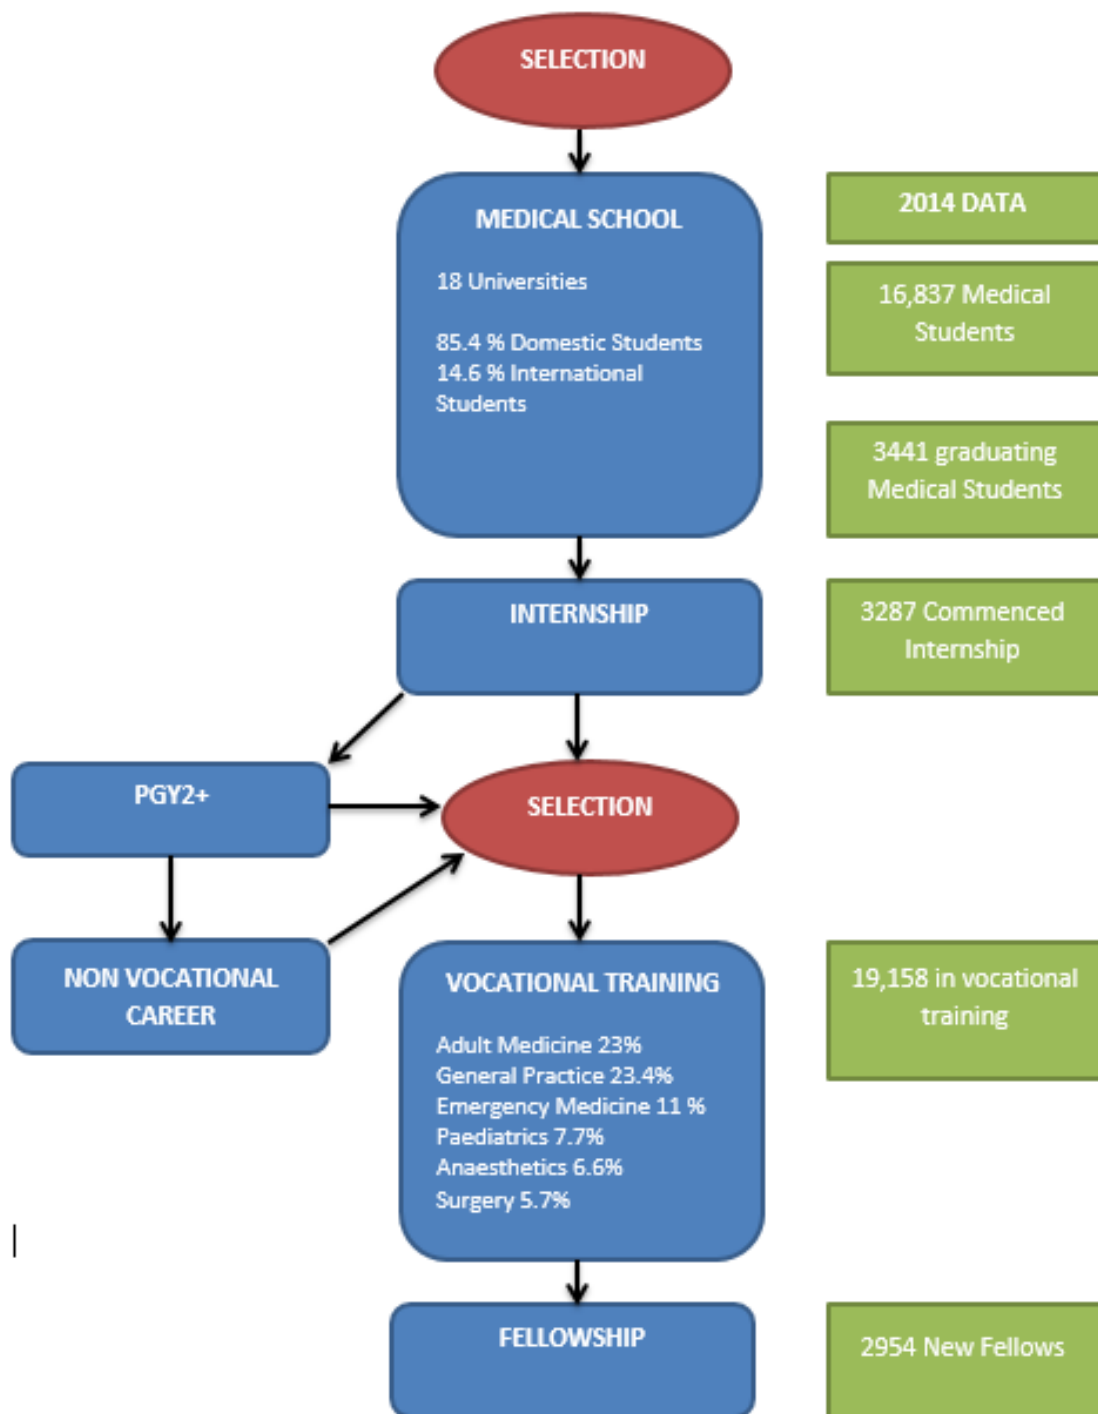 SELECTION
MEDICAL SCHOOL
18 Universities
85.4 % Domestic Students
14.6 % International
Students
2014 DATA
16,837 Medical
Students
3441 graduating
Medical Students
INTERNSHIP
3287 Commenced
Internship
PGY2+
SELECTION
NON VOCATIONAL
CAREER
VOCATIONAL TRAINING
Adult Medicine 23%
General Practice 23.4%
Emergency Medicine 11 %
Paediatrics 7.7%
Anaesthetics 6.6%
Surgery 5.7%
19,158 in vocational
training
FELLOWSHIP
2954 New Fellows